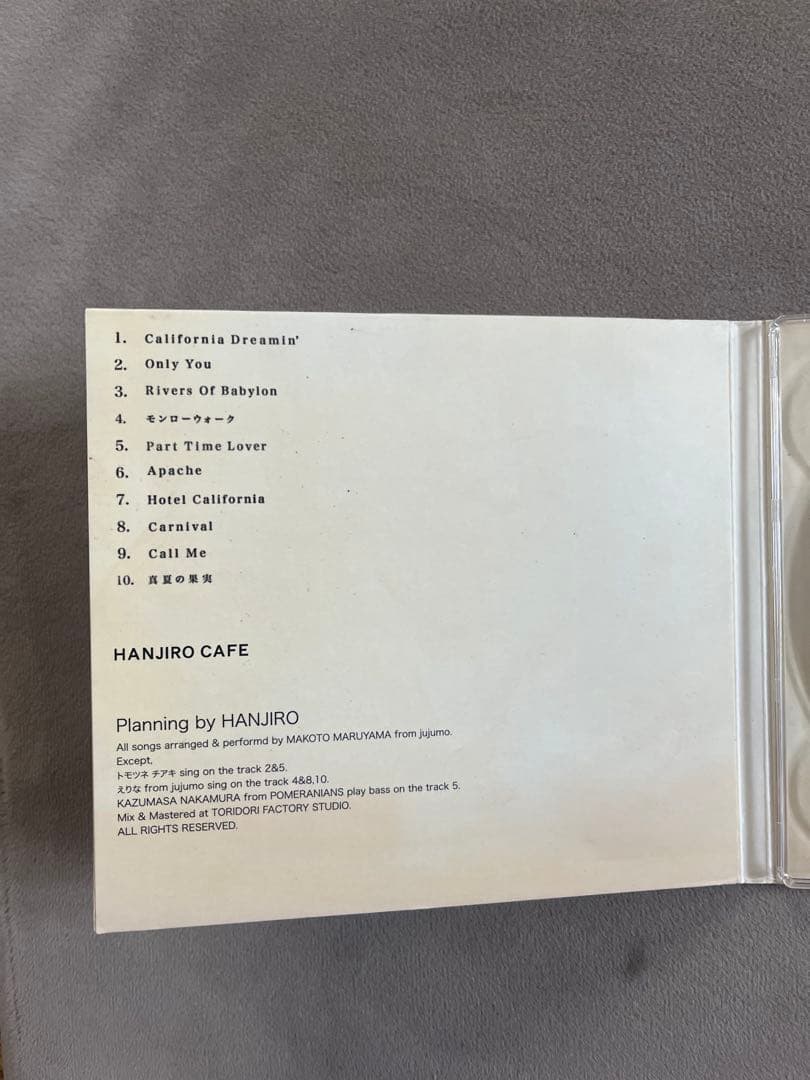 1. California Dreamin'
2. Only You
3. Rivers Of Babylon
4. モンローウォーク
5. Part Time Lover
6. Apache
7. Hotel California
8. Carnival
9. Call Me
10. 真夏の果実
HANJIRO CAFE
Planning by HANJIRO
All songs arranged & performd by MAKOTO MARUYAMA from jujumo.
Except,
トモツネ チアキ sing on the track 2&5.
えりな from jujumo sing on the track 4&8,10.
KAZUMASA NAKAMURA from POMERANIANS play bass on the track 5.
Mix & Mastered at TORIDORI FACTORY STUDIO.
ALL RIGHTS RESERVED.